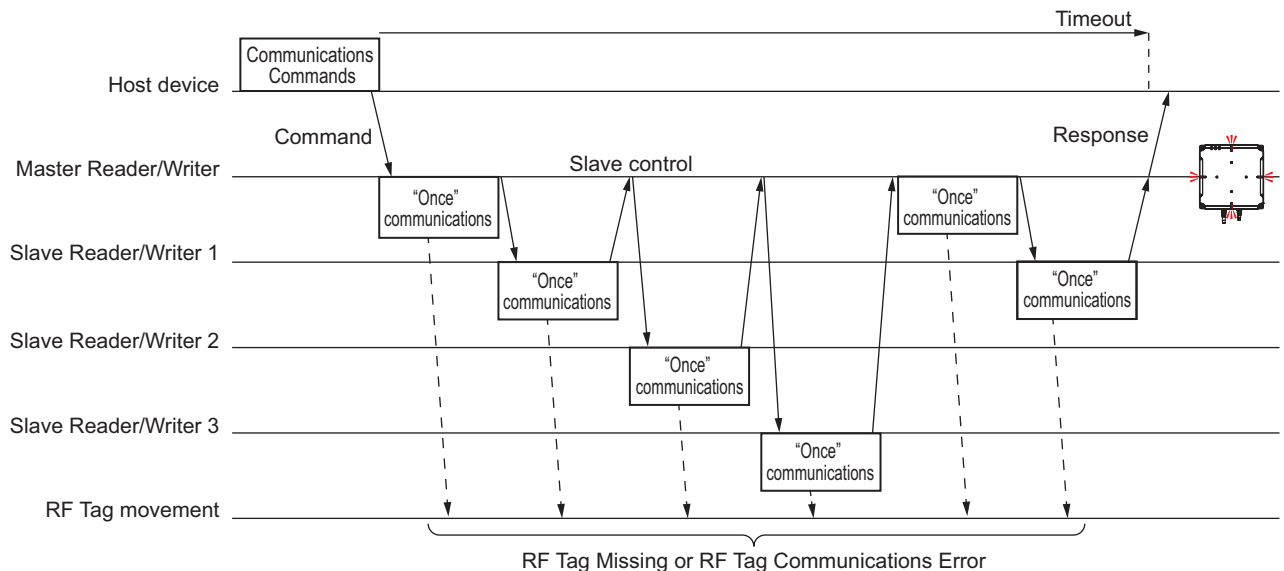 Timeout
Communications
Commands
Host device
Command
Response
Master Reader/Writer
Slave control
“Once”
communications
“Once”
communications
Slave Reader/Writer 1
“Once”
communications
“Once”
communications
Slave Reader/Writer 2
“Once”
communications
Slave Reader/Writer 3
“Once”
communications
RF Tag movement
RF Tag Missing or RF Tag Communications Error